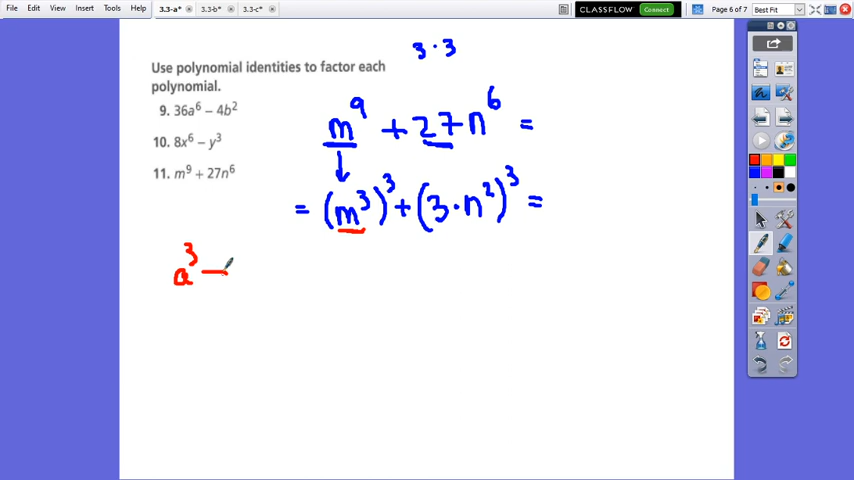 File Edit View Insert Tools Help 3.3-a* 3.3-b* 3.3-c* CLASSFLOW Connect Page 6 of 7 Best Fit
3 · 3
Use polynomial identities to factor each
polynomial.
9. 36a⁶ − 4b²
10. 8x⁶ − y³
11. m⁹ + 27n⁶
m⁹ + 27n⁶ =
= (m³)³ + (3 · n²)³ =
a³ −